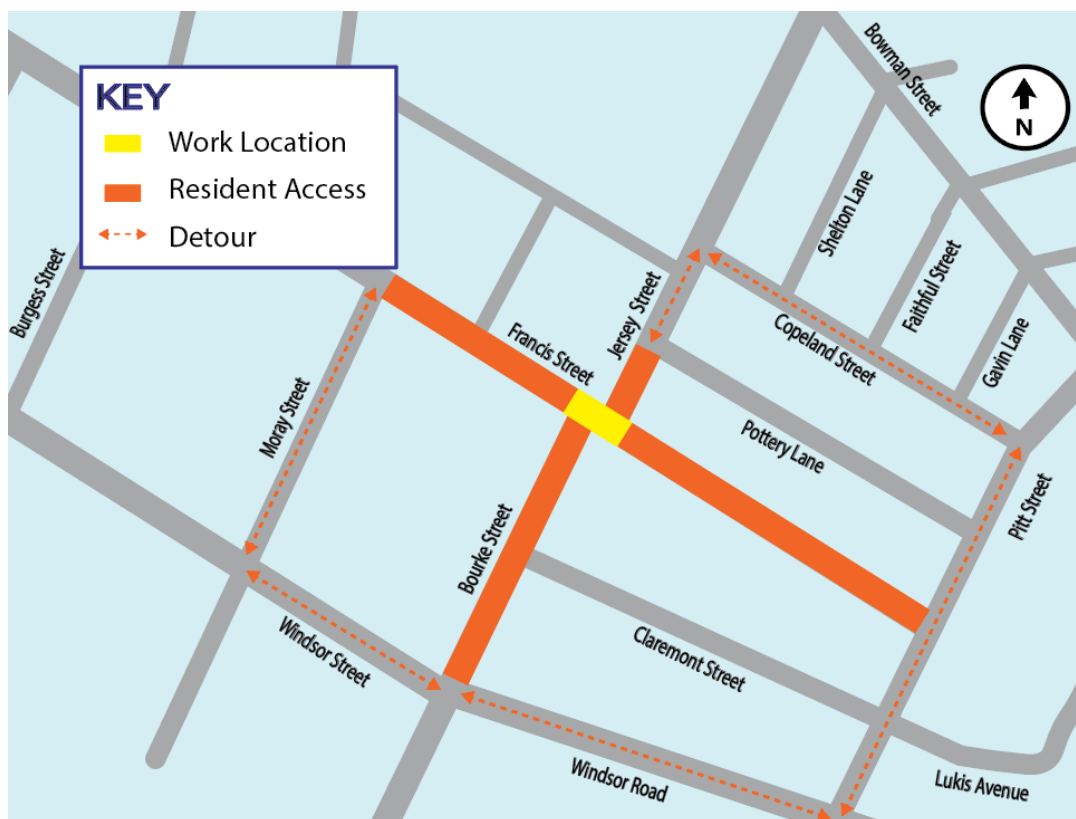 KEY
Work Location
Resident Access
Detour
Bowman Street
N
Shelton Lane
Faithful Street
Gavin Lane
Burgess Street
Jersey Street
Copeland Street
Francis Street
Moray Street
Pottery Lane
Pitt Street
Bourke Street
Windsor Street
Claremont Street
Windsor Road
Lukis Avenue